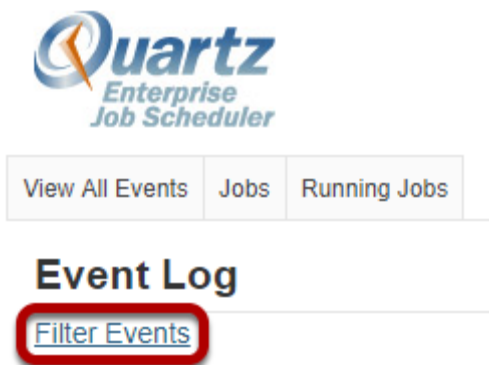 Quartz
Enterprise
Job Scheduler
View All Events Jobs Running Jobs
Event Log
Filter Events